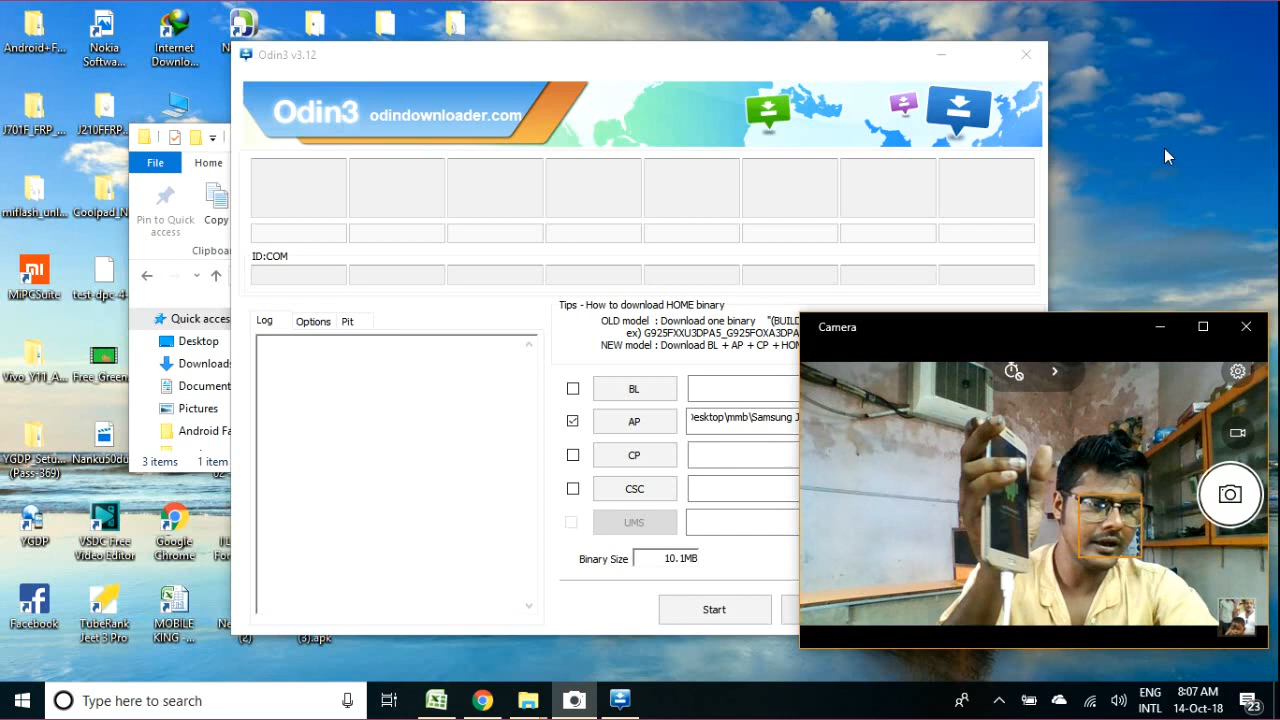 Android+F...
Nokia
Softwa...
Internet
Downlo...
Odin3 v3.12
Odin3 odindownloader.com
J701F_FRP_...
J210FFRP...
File
Home
miflash_unl...
Coolpad_N
Pin to Quick
access
Copy
Clipboa
ID:COM
MiPCSuite
test-dpc-4-
Log
Options
Pit
Tips - How to download HOME binary
OLD model : Download one binary "(BUILD
ex) G925FXXU3DPA5_G925FOXA3DPA
NEW model : Download BL + AP + CP + HOM
Quick acces
Desktop
Downloads
Document
Pictures
Android Fa
3 items
1 item
Vivo_Y11_A...
Free Green
Camera
BL
AP
Desktop\mmb\Samsung J
CP
CSC
UMS
Binary Size
10.1MB
Start
YGDP_Setu...
(Pass-369)
Nanku50du
YGDP
VSDC Free
Video Editor
Google
Chrome
Facebook
TubeRank
Jeet 3 Pro
MOBILE
KING -...
(2)
(3).apk
Type here to search
ENG
INTL
8:07 AM
14-Oct-18
23